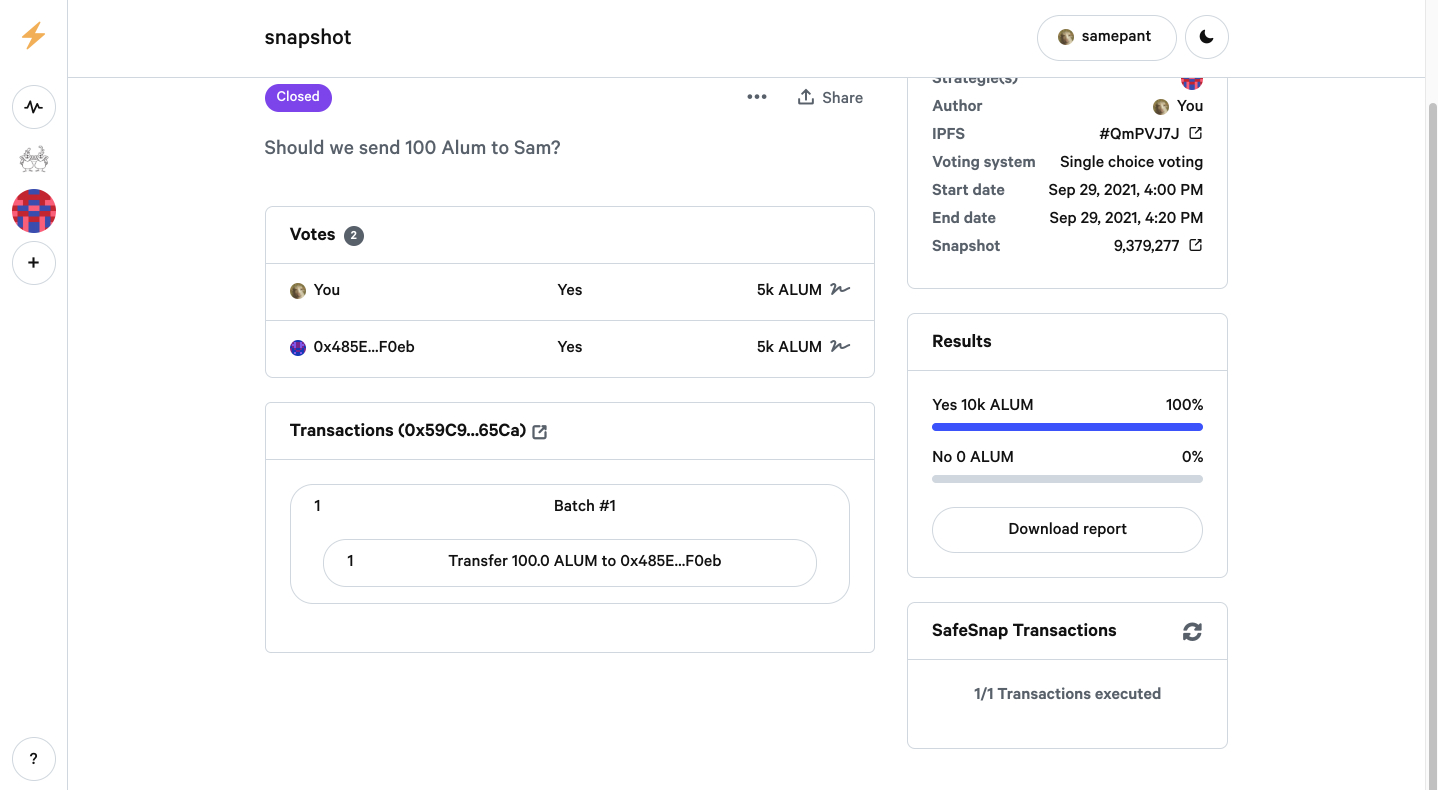 snapshot
samepant
Closed
Share
Should we send 100 Alum to Sam?
Votes 2
You Yes 5k ALUM
0x485E...F0eb Yes 5k ALUM
Transactions (0x59C9...65Ca)
1 Batch #1
1 Transfer 100.0 ALUM to 0x485E...F0eb
Strategie(s)
Author You
IPFS #QmPVJ7J
Voting system Single choice voting
Start date Sep 29, 2021, 4:00 PM
End date Sep 29, 2021, 4:20 PM
Snapshot 9,379,277
Results
Yes 10k ALUM 100%
No 0 ALUM 0%
Download report
SafeSnap Transactions
1/1 Transactions executed
?